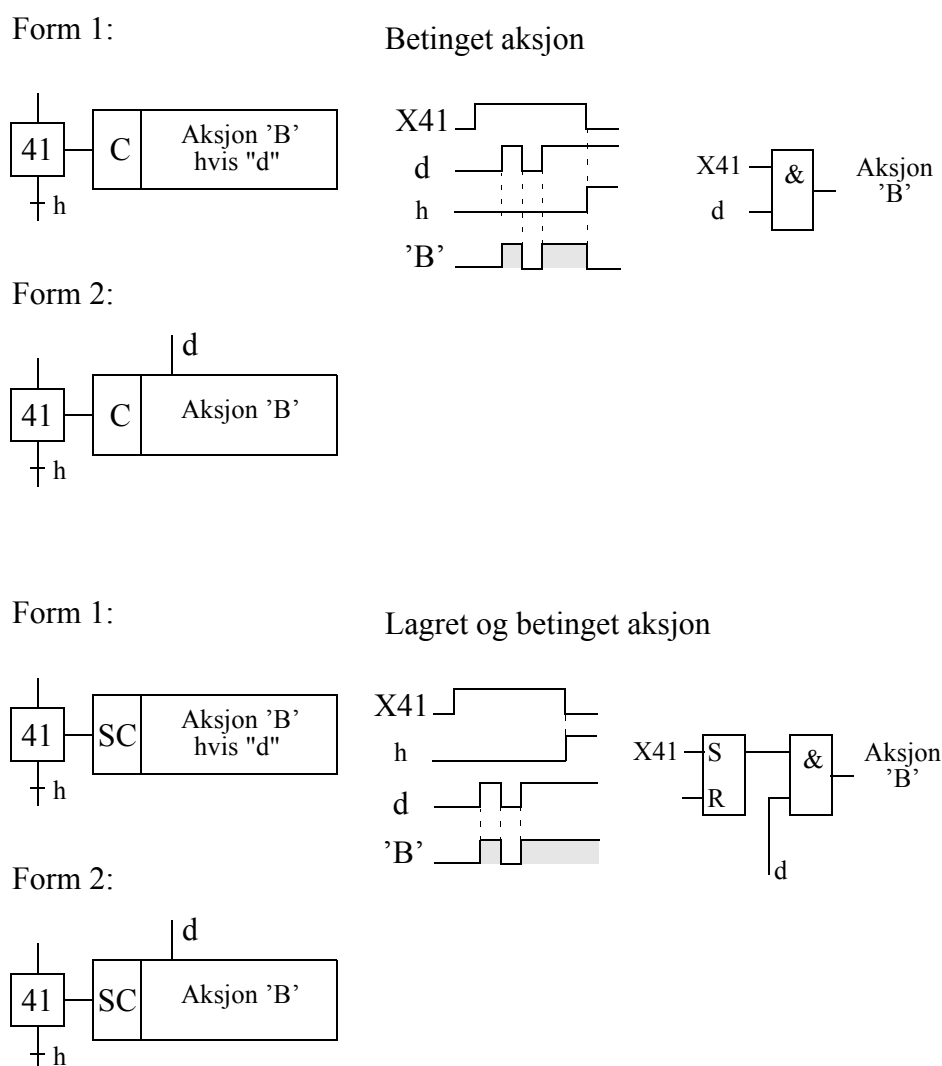 Form 1:
Betinget aksjon
41
C
Aksjon ’B’
hvis "d"
h
X41
d
h
’B’
X41
d
&
Aksjon
’B’
Form 2:
d
41
C
Aksjon ’B’
h
Form 1:
Lagret og betinget aksjon
41
SC
Aksjon ’B’
hvis "d"
h
X41
h
d
’B’
X41
S
R
&
Aksjon
’B’
d
Form 2:
d
41
SC
Aksjon ’B’
h